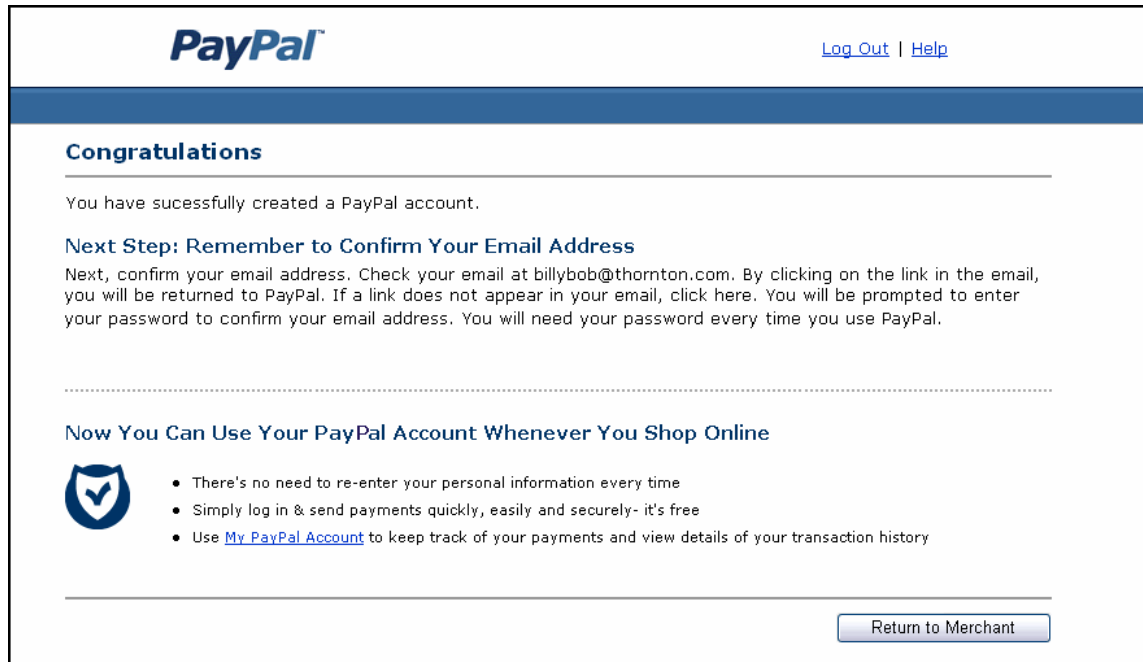 PayPal™
Log Out | Help
Congratulations
You have sucessfully created a PayPal account.
Next Step: Remember to Confirm Your Email Address
Next, confirm your email address. Check your email at billybob@thornton.com. By clicking on the link in the email,
you will be returned to PayPal. If a link does not appear in your email, click here. You will be prompted to enter
your password to confirm your email address. You will need your password every time you use PayPal.
Now You Can Use Your PayPal Account Whenever You Shop Online
• There's no need to re-enter your personal information every time
• Simply log in & send payments quickly, easily and securely- it's free
• Use My PayPal Account to keep track of your payments and view details of your transaction history
Return to Merchant